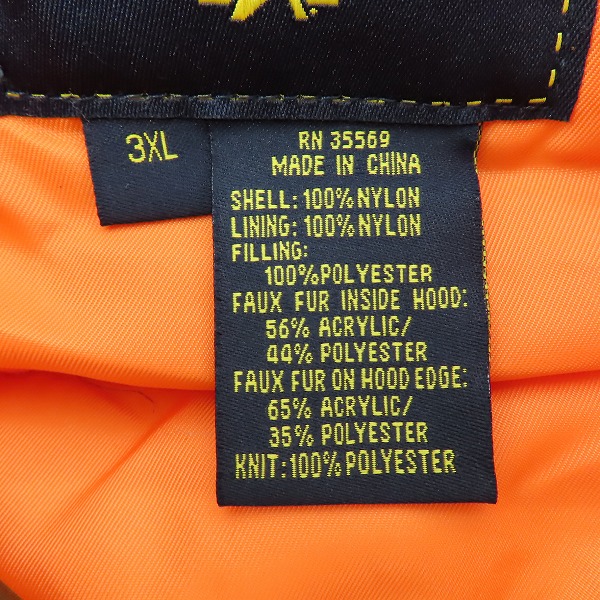 3XL
RN 35569
MADE IN CHINA
SHELL: 100% NYLON
LINING: 100% NYLON
FILLING:
100% POLYESTER
FAUX FUR INSIDE HOOD:
56% ACRYLIC/
44% POLYESTER
FAUX FUR ON HOOD EDGE:
65% ACRYLIC/
35% POLYESTER
KNIT: 100% POLYESTER